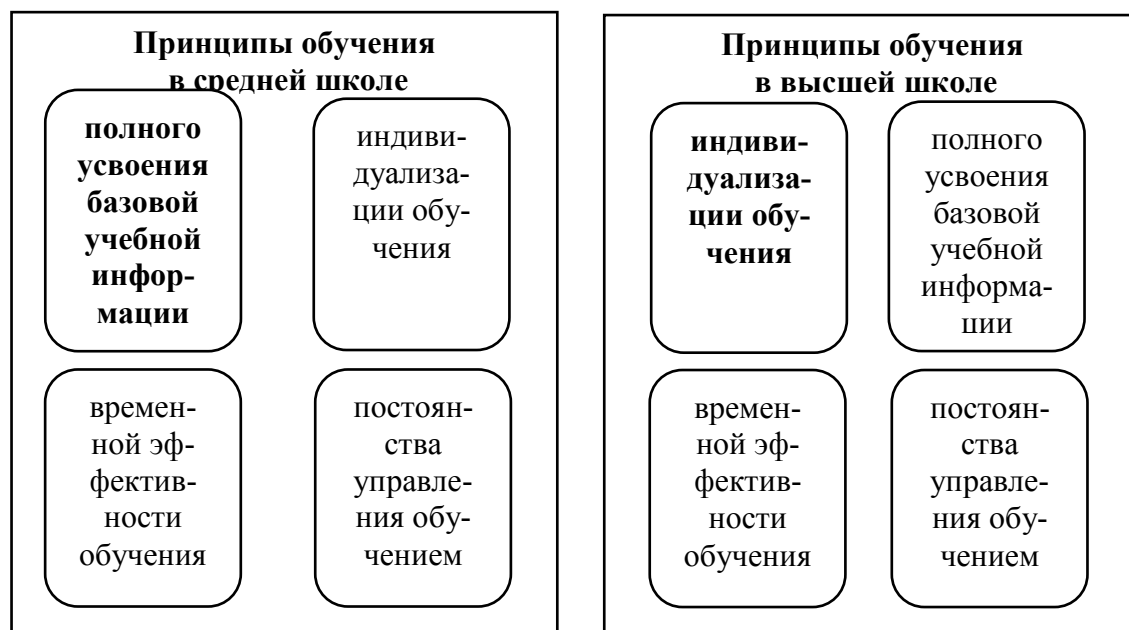 Принципы обучения
в средней школе
полного
усвоения
базовой
учебной
инфор-
мации
индиви-
дуализа-
ции обу-
чения
времен-
ной эф-
фектив-
ности
обучения
постоян-
ства
управле-
ния обу-
чением
Принципы обучения
в высшей школе
индиви-
дуализа-
ции обу-
чения
полного
усвоения
базовой
учебной
информа-
ции
времен-
ной эф-
фектив-
ности
обучения
постоян-
ства
управле-
ния обу-
чением